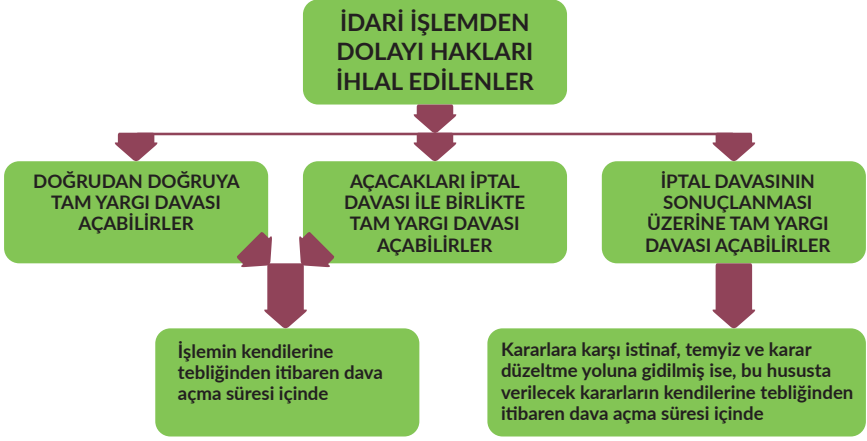 İDARİ İŞLEMDEN
DOLAYI HAKLARI
İHLAL EDİLENLER
DOĞRUDAN DOĞRUYA
TAM YARGI DAVASI
AÇABİLİRLER
AÇACAKLARI İPTAL
DAVASI İLE BİRLİKTE
TAM YARGI DAVASI
AÇABİLİRLER
İPTAL DAVASININ
SONUÇLANMASI
ÜZERİNE TAM YARGI
DAVASI AÇABİLİRLER
İşlemin kendilerine
tebliğinden itibaren dava
açma süresi içinde
Kararlara karşı istinaf, temyiz ve karar
düzeltme yoluna gidilmiş ise, bu hususta
verilecek kararların kendilerine tebliğinden
itibaren dava açma süresi içinde